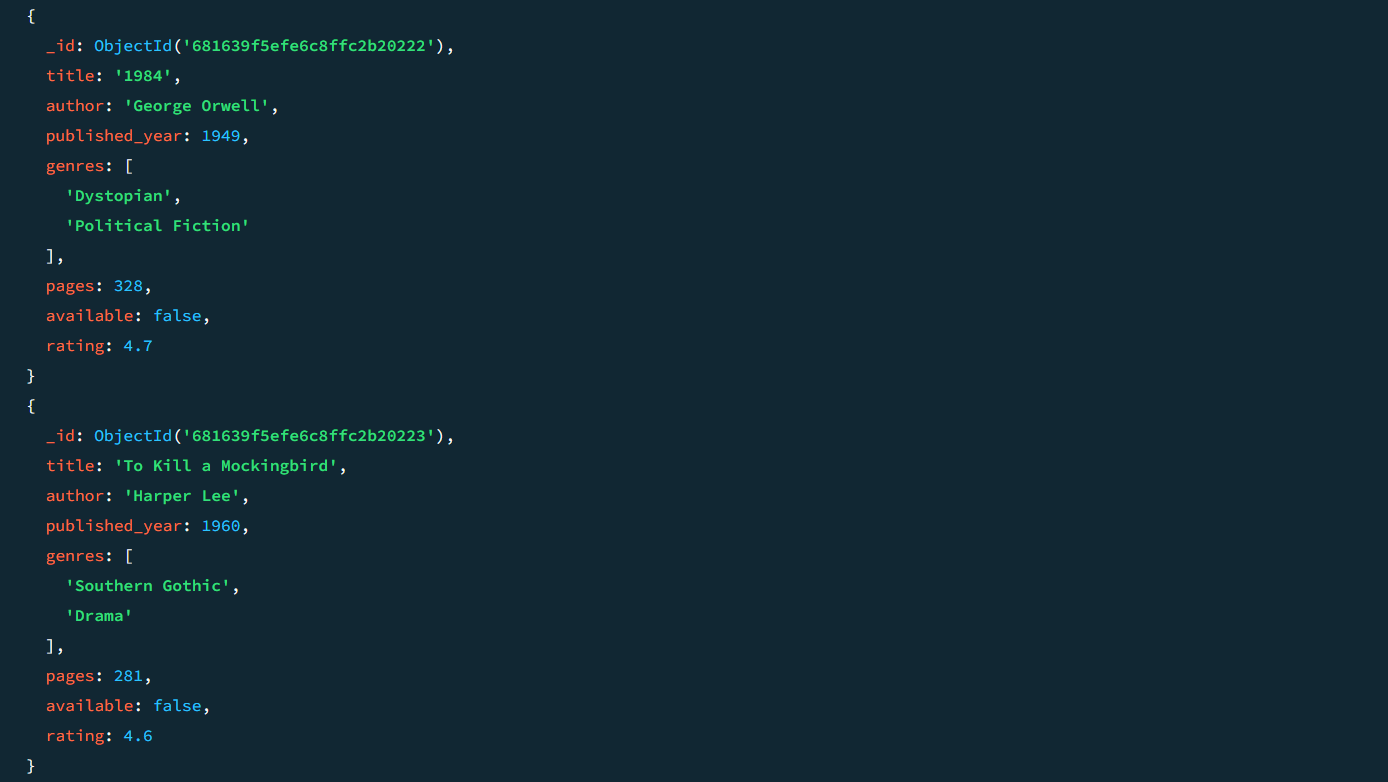 {
  _id: ObjectId('681639f5efe6c8ffc2b20222'),
  title: '1984',
  author: 'George Orwell',
  published_year: 1949,
  genres: [
    'Dystopian',
    'Political Fiction'
  ],
  pages: 328,
  available: false,
  rating: 4.7
}
{
  _id: ObjectId('681639f5efe6c8ffc2b20223'),
  title: 'To Kill a Mockingbird',
  author: 'Harper Lee',
  published_year: 1960,
  genres: [
    'Southern Gothic',
    'Drama'
  ],
  pages: 281,
  available: false,
  rating: 4.6
}